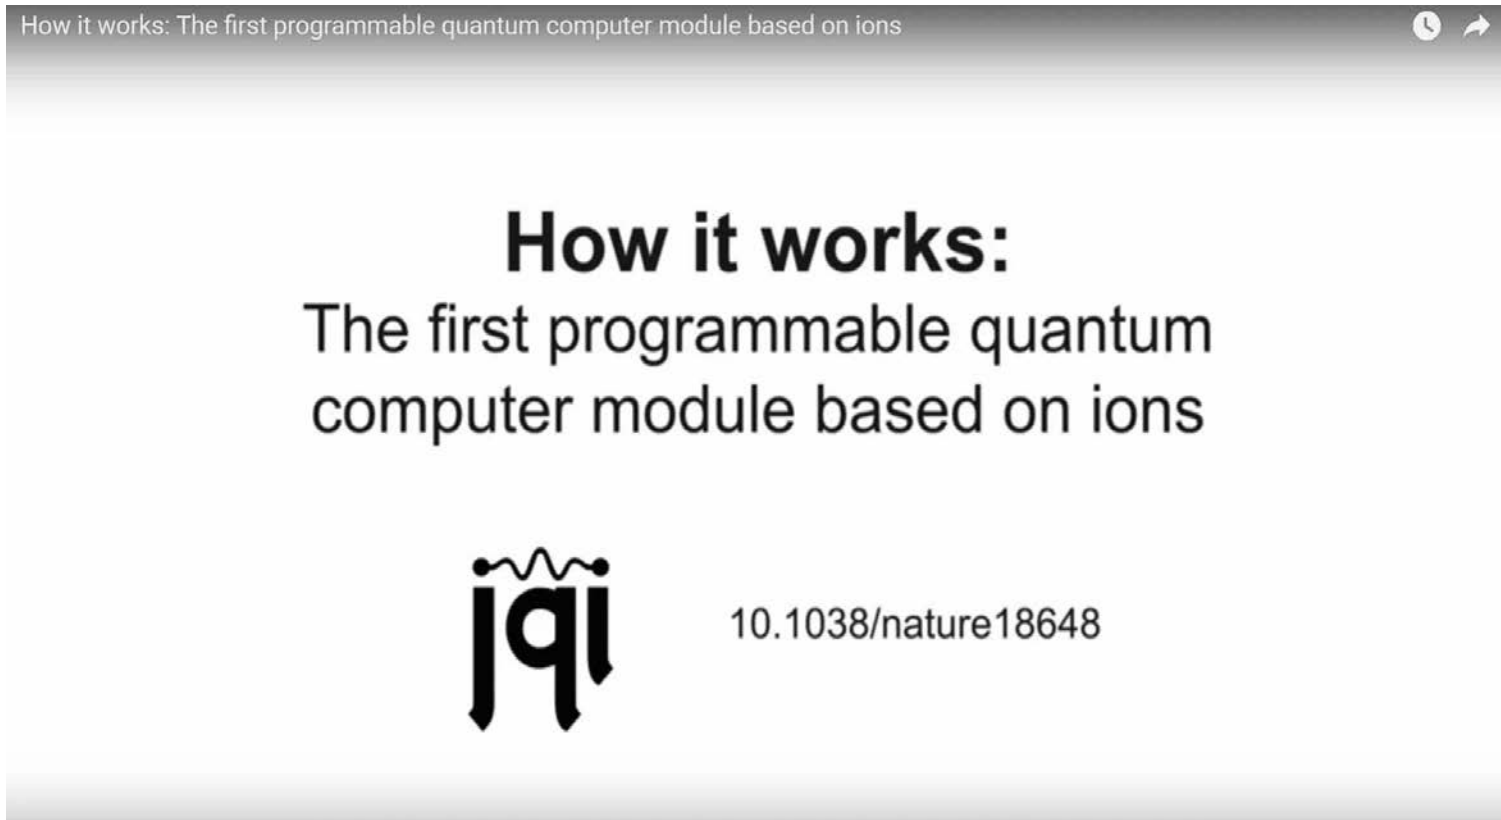 How it works: The first programmable quantum computer module based on ions
How it works:
The first programmable quantum
computer module based on ions
jqi
10.1038/nature18648